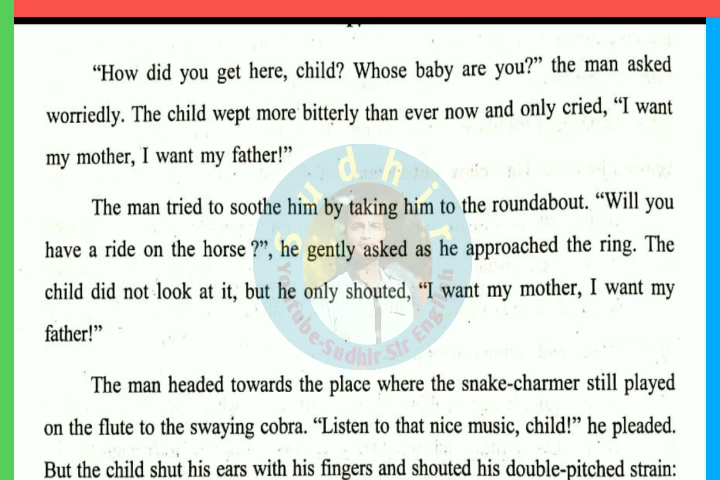 “How did you get here, child? Whose baby are you?” the man asked
worriedly. The child wept more bitterly than ever now and only cried, “I want
my mother, I want my father!”
The man tried to soothe him by taking him to the roundabout. “Will you
have a ride on the horse ?”, he gently asked as he approached the ring. The
child did not look at it, but he only shouted, “I want my mother, I want my
father!”
The man headed towards the place where the snake-charmer still played
on the flute to the swaying cobra. “Listen to that nice music, child!” he pleaded.
But the child shut his ears with his fingers and shouted his double-pitched strain:
Sudhir
Youtube-Sudhir Sir English